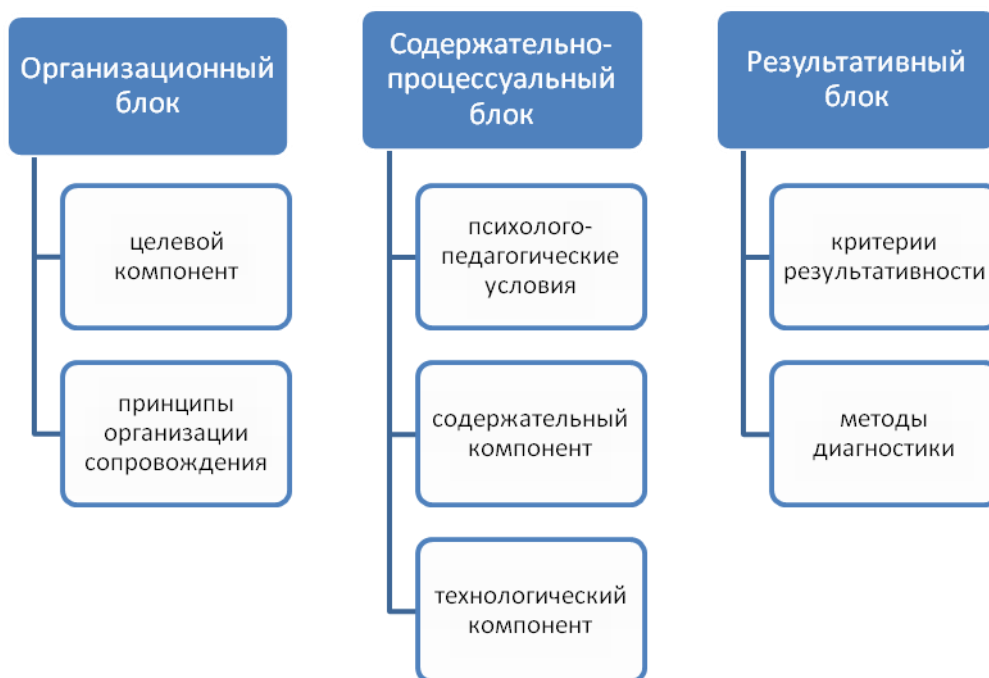 Организационный
блок
целевой
компонент
принципы
организации
сопровождения
Содержательно-
процессуальный
блок
психолого-
педагогические
условия
содержательный
компонент
технологический
компонент
Результативный
блок
критерии
результативности
методы
диагностики